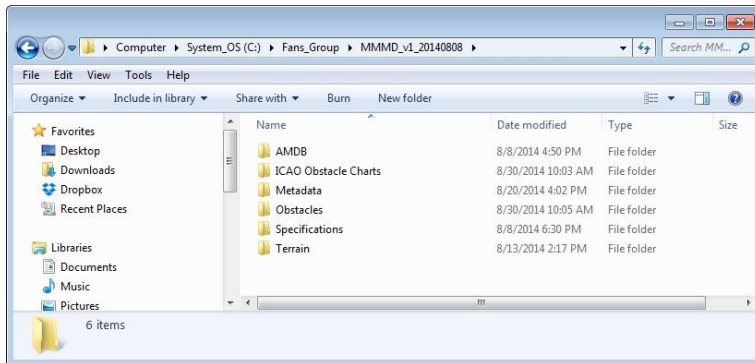 Computer System_OS (C:) Fans_Group MMMD_v1_20140808 Search MM...
File Edit View Tools Help
Organize Include in library Share with Burn New folder
Favorites
Desktop
Downloads
Dropbox
Recent Places
Libraries
Documents
Music
Pictures
Name Date modified Type Size
AMDB 8/8/2014 4:50 PM File folder
ICAO Obstacle Charts 8/30/2014 10:03 AM File folder
Metadata 8/20/2014 4:02 PM File folder
Obstacles 8/30/2014 10:05 AM File folder
Specifications 8/8/2014 6:30 PM File folder
Terrain 8/13/2014 2:17 PM File folder
6 items